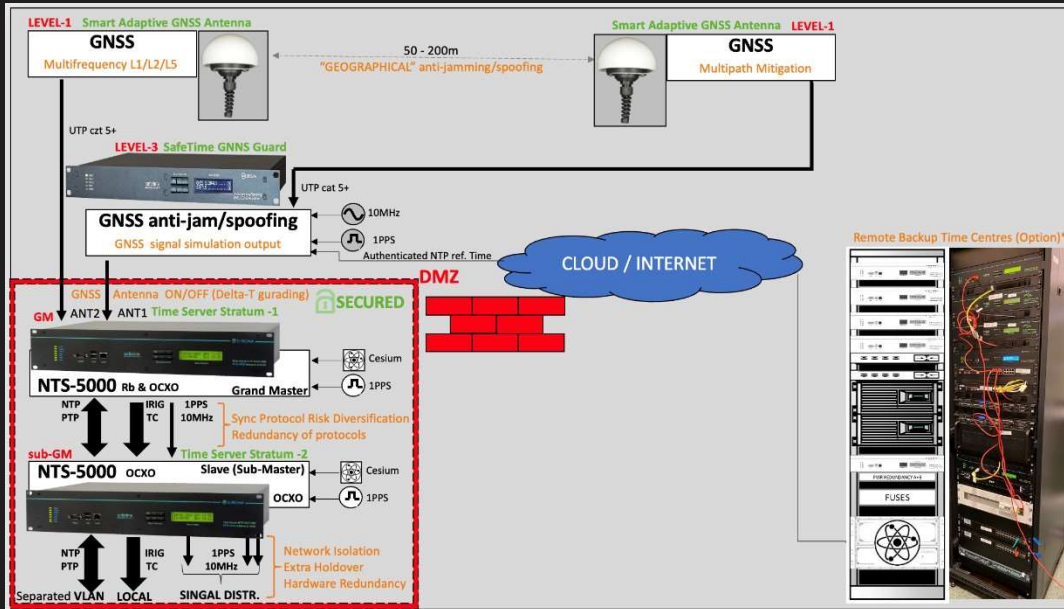 LEVEL-1 Smart Adaptive GNSS Antenna
GNSS
Multifrequency L1/L2/L5
50 - 200m
"GEOGRAPHICAL" anti-jamming/spoofing
Smart Adaptive GNSS Antenna LEVEL-1
GNSS
Multipath Mitigation
UTP czt 5+
LEVEL-3 SafeTime GNNS Guard
UTP cat 5+
GNSS anti-jam/spoofing
GNSS signal simulation output
10MHz
1PPS
Authenticated NTP ref. Time
CLOUD / INTERNET
Remote Backup Time Centres (Option)*
DMZ
GNSS Antenna ON/OFF (Delta-T gurading)
SECURED
GM
ANT2 ANT1 Time Server Stratum -1
Cesium
NTS-5000 Rb & OCXO Grand Master
1PPS
NTP
PTP
IRIG
TC
1PPS
10MHz
Sync Protocol Risk Diversification
Redundancy of protocols
sub-GM
Time Server Stratum -2
NTS-5000 OCXO
Slave (Sub-Master)
Cesium
OCXO
1PPS
NTP
PTP
IRIG
TC
1PPS
10MHz
Network Isolation
Extra Holdover
Hardware Redundancy
Separated VLAN LOCAL SINGAL DISTR.
PWR REDUNDANCY A+B
FUSES